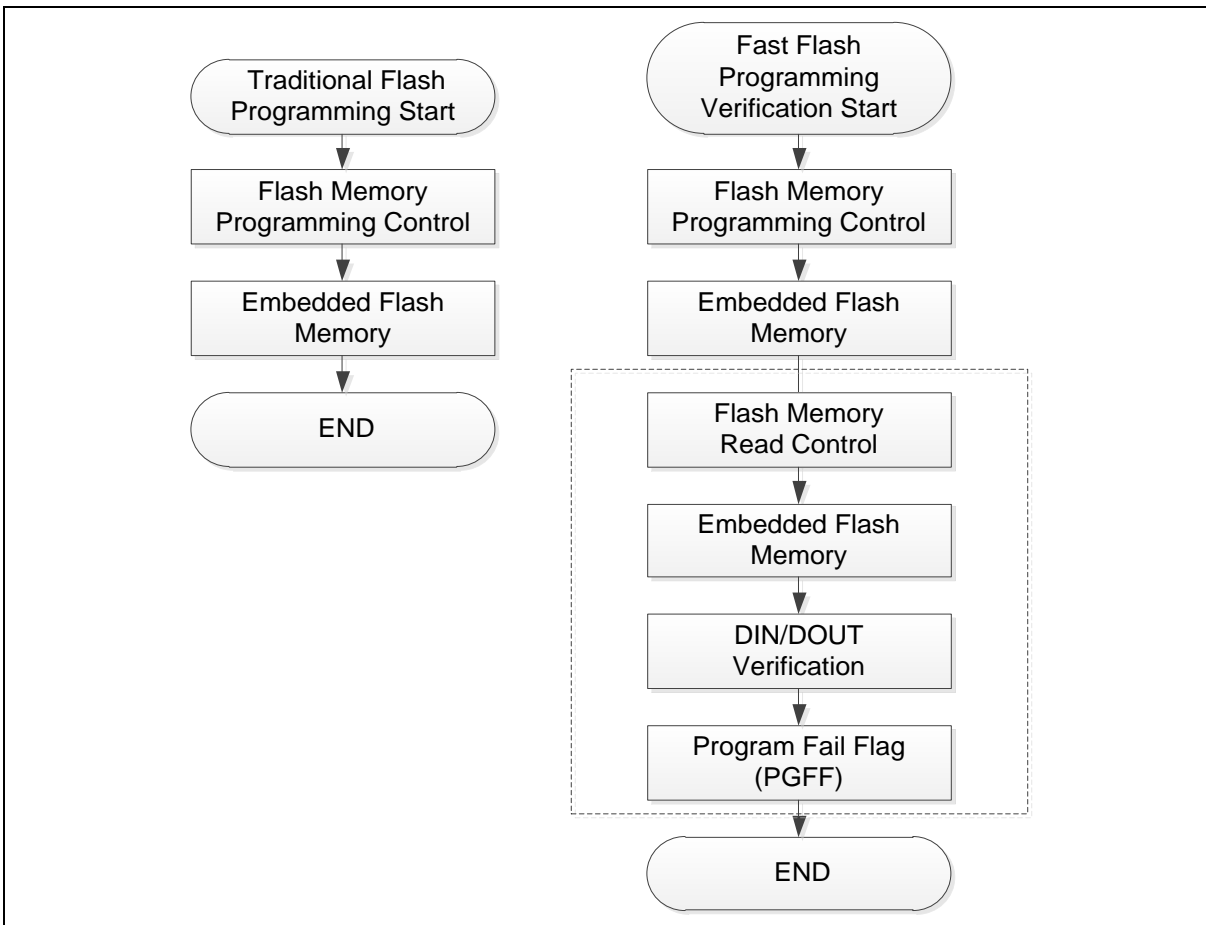 Traditional Flash
Programming Start
Flash Memory
Programming Control
Embedded Flash
Memory
END
Fast Flash
Programming
Verification Start
Flash Memory
Programming Control
Embedded Flash
Memory
Flash Memory
Read Control
Embedded Flash
Memory
DIN/DOUT
Verification
Program Fail Flag
(PGFF)
END